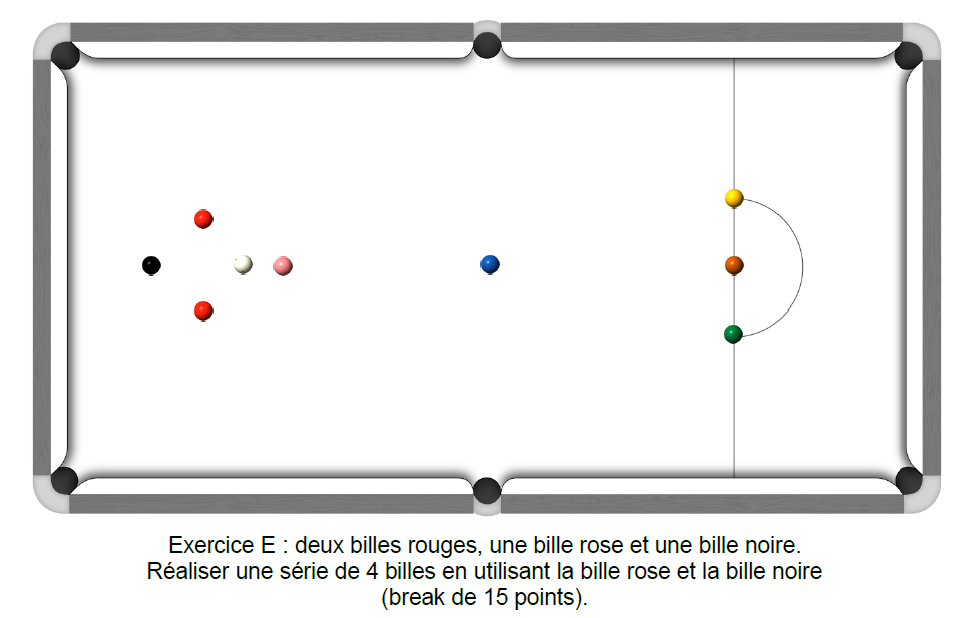 Exercice E : deux billes rouges, une bille rose et une bille noire.
Réaliser une série de 4 billes en utilisant la bille rose et la bille noire
(break de 15 points).